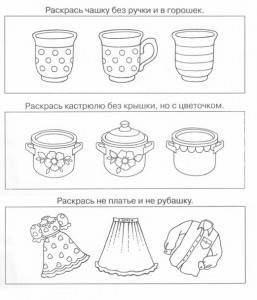 Раскрась чашку без ручки и в горошек.
Раскрась кастрюлю без крышки, но с цветочком.
Раскрась не платье и не рубашку.